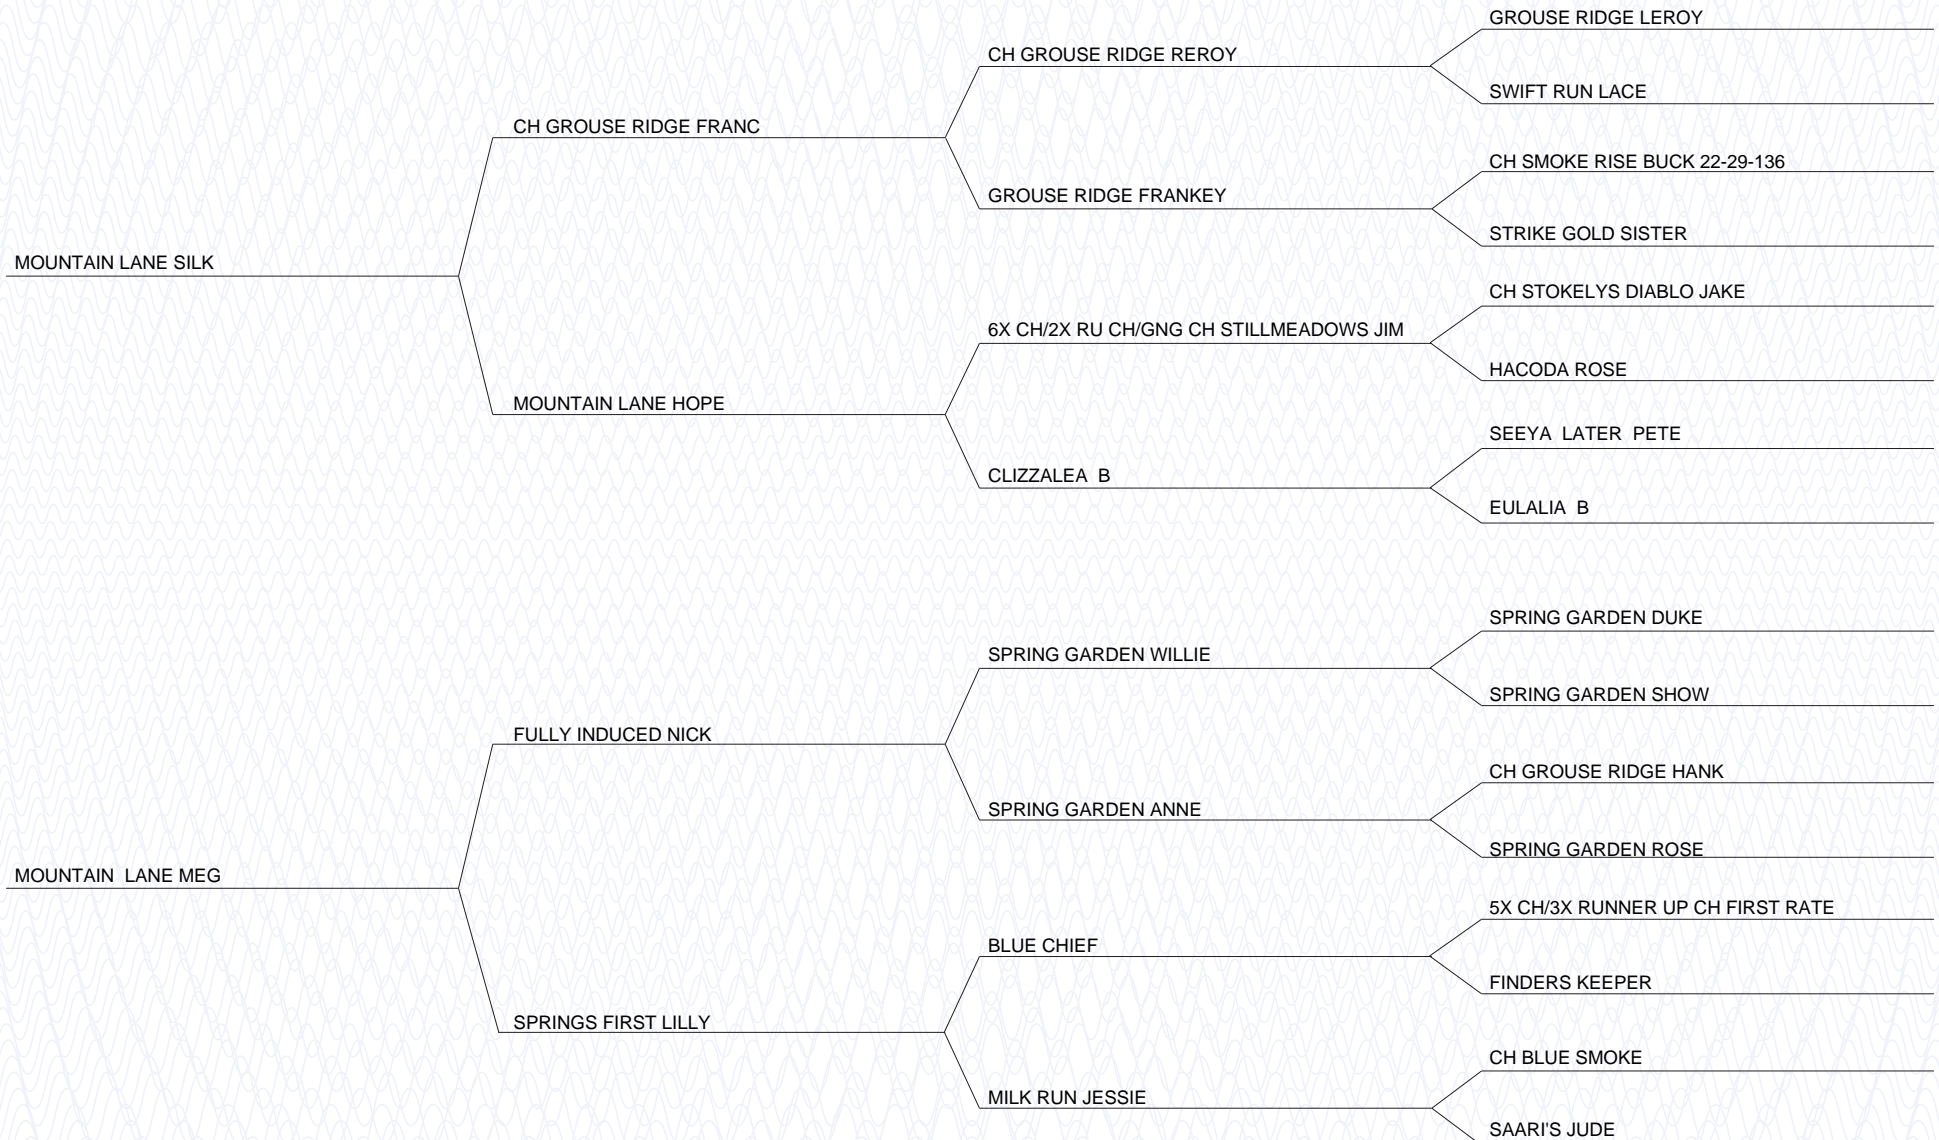 GROUSE RIDGE LEROY
CH GROUSE RIDGE REROY
SWIFT RUN LACE
CH GROUSE RIDGE FRANC
CH SMOKE RISE BUCK 22-29-136
GROUSE RIDGE FRANKEY
STRIKE GOLD SISTER
MOUNTAIN LANE SILK
CH STOKELYS DIABLO JAKE
6X CH/2X RU CH/GNG CH STILLMEADOWS JIM
HACODA ROSE
MOUNTAIN LANE HOPE
SEEYA  LATER  PETE
CLIZZALEA  B
EULALIA  B
SPRING GARDEN DUKE
SPRING GARDEN WILLIE
SPRING GARDEN SHOW
FULLY INDUCED NICK
CH GROUSE RIDGE HANK
SPRING GARDEN ANNE
SPRING GARDEN ROSE
MOUNTAIN  LANE MEG
5X CH/3X RUNNER UP CH FIRST RATE
BLUE CHIEF
FINDERS KEEPER
SPRINGS FIRST LILLY
CH BLUE SMOKE
MILK RUN JESSIE
SAARI'S JUDE